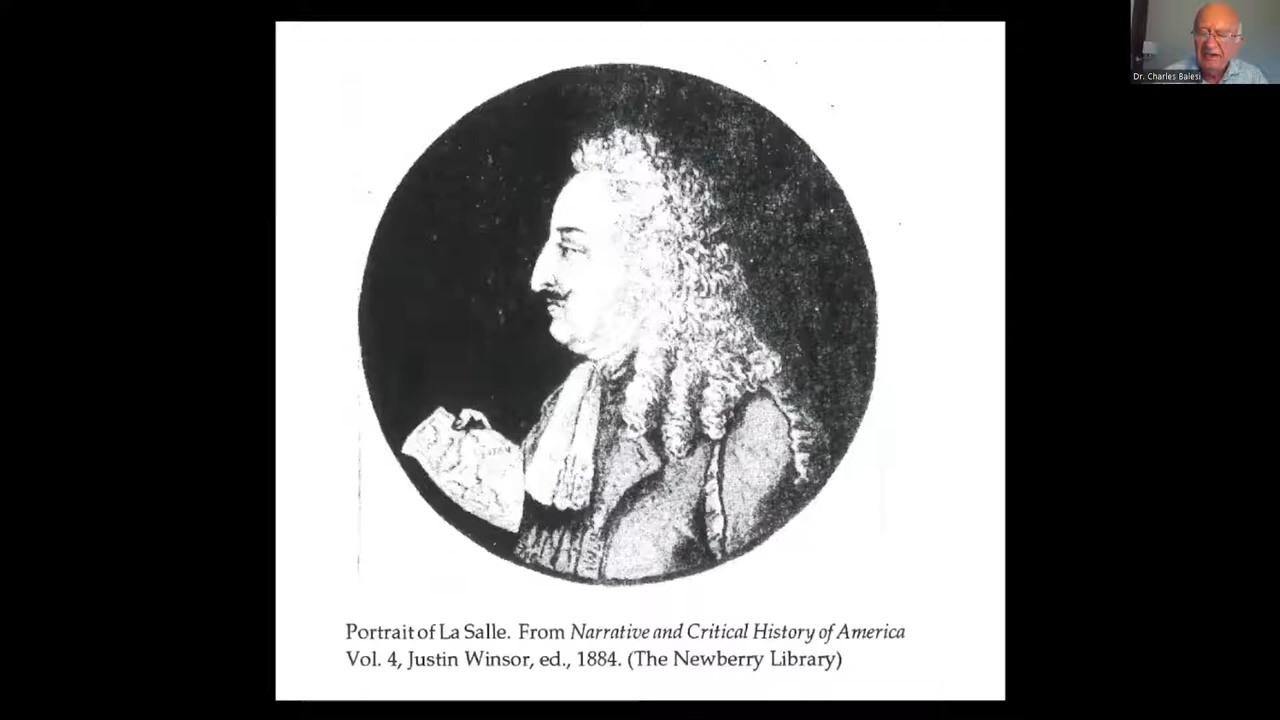 Dr. Charles Balesi
Portrait of La Salle. From Narrative and Critical History of America
Vol. 4, Justin Winsor, ed., 1884. (The Newberry Library)